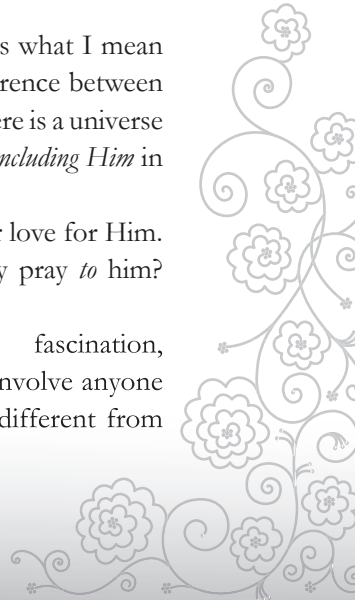 s what I mean
rence between
ere is a universe
ncluding Him in
r love for Him.
y pray to him?
fascination,
nvolve anyone
different from